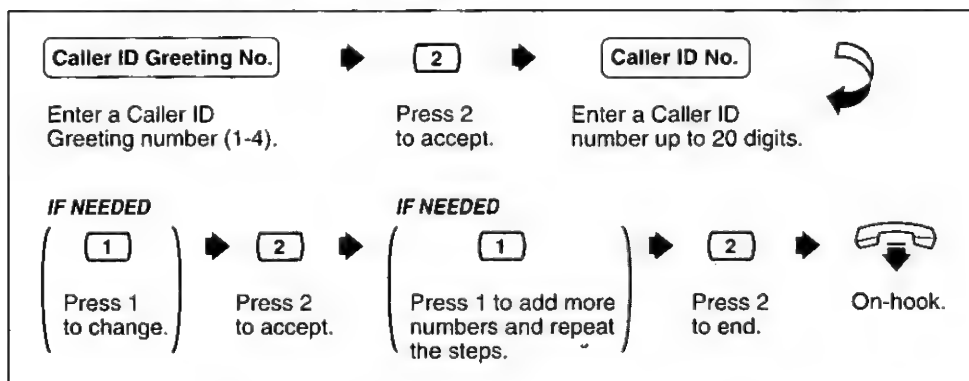 Caller ID Greeting No. 2 Caller ID No.
Enter a Caller ID Press 2 Enter a Caller ID
Greeting number (1-4). to accept. number up to 20 digits.
IF NEEDED IF NEEDED
1 2 1 2
Press 1 Press 2 Press 1 to add more Press 2 On-hook.
to change. to accept. numbers and repeat to end.
the steps.